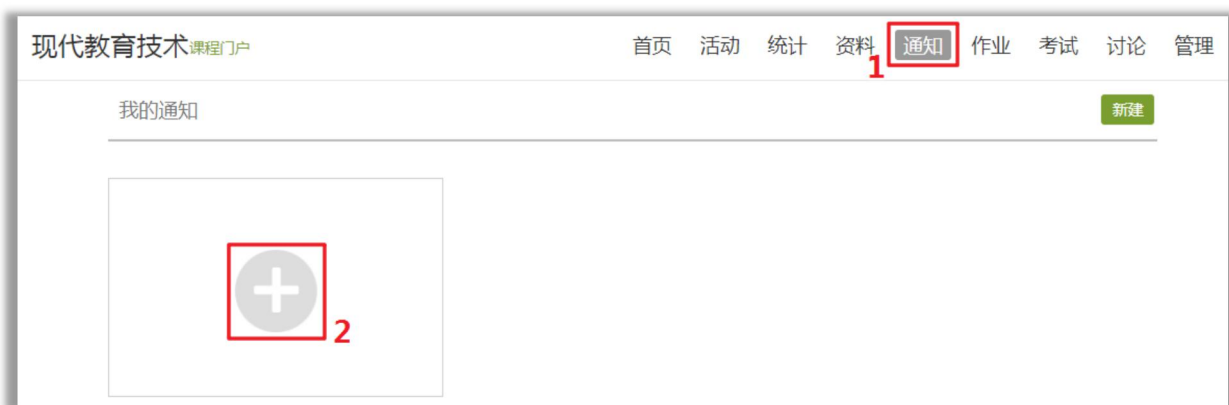 现代教育技术课程门户 首页 活动 统计 资料 通知 作业 考试 讨论 管理
1
我的通知 新建
2